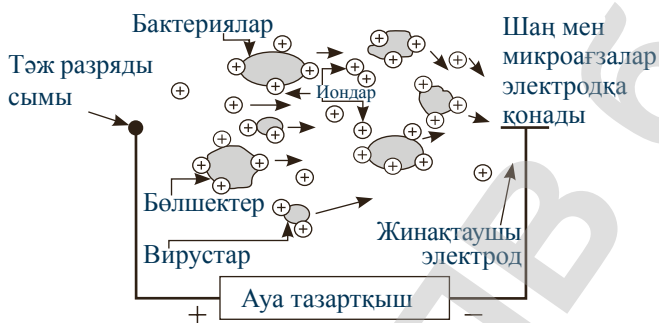 Бактериялар
Тәж разряды
сымы
Иондар
Шаң мен
микроағзалар
электродқа
қонады
Бөлшектер
Вирустар
Жинақтаушы
электрод
+ Ауа тазартқыш −